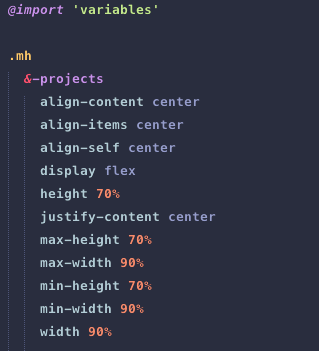 @import 'variables'
.mh
&-projects
align-content center
align-items center
align-self center
display flex
height 70%
justify-content center
max-height 70%
max-width 90%
min-height 70%
min-width 90%
width 90%